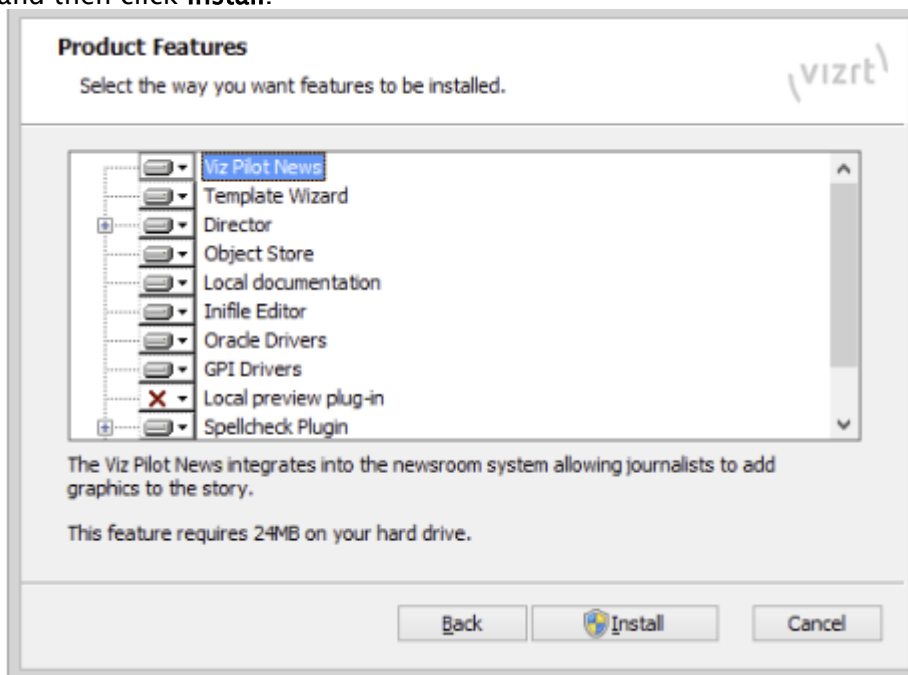 and then click Install.
Product Features
Select the way you want features to be installed.
vizrt
Viz Pilot News
Template Wizard
Director
Object Store
Local documentation
Inifile Editor
Oracle Drivers
GPI Drivers
Local preview plug-in
Spellcheck Plugin
The Viz Pilot News integrates into the newsroom system allowing journalists to add
graphics to the story.
This feature requires 24MB on your hard drive.
Back
Install
Cancel